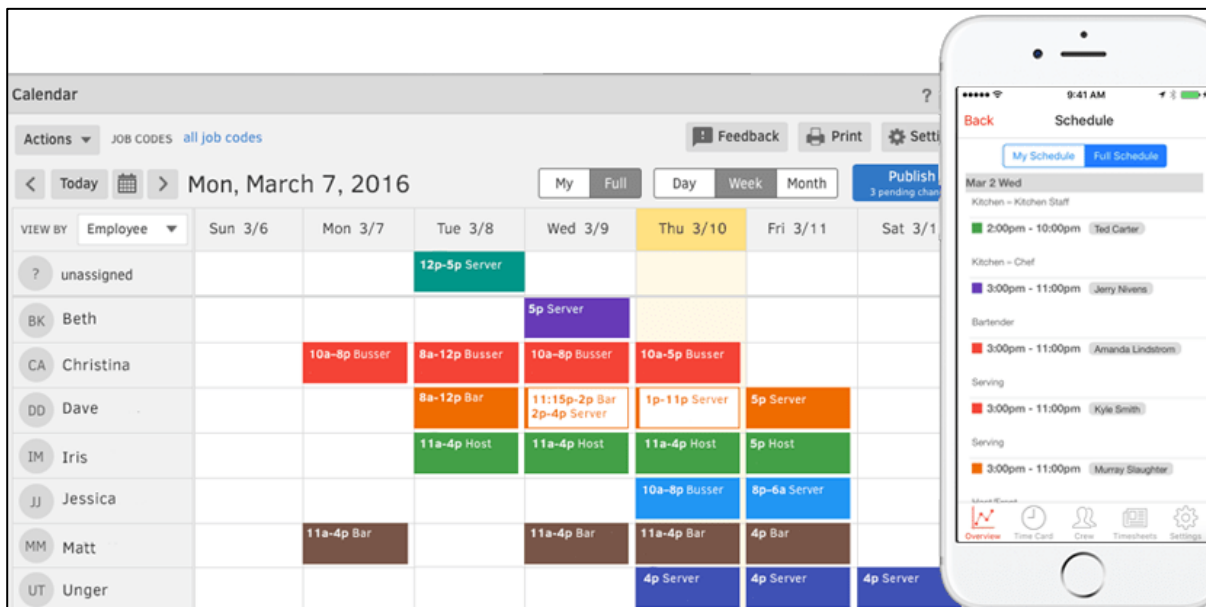 Calendar
?
Actions JOB CODES all job codes
Feedback Print Setti
Today Mon, March 7, 2016 My Full Day Week Month Publish
3 pending chan
VIEW BY Employee Sun 3/6 Mon 3/7 Tue 3/8 Wed 3/9 Thu 3/10 Fri 3/11 Sat 3/1
? unassigned 12p-5p Server
BK Beth 5p Server
CA Christina 10a-8p Busser 8a-12p Busser 10a-8p Busser 10a-5p Busser
DD Dave 8a-12p Bar 11:15p-2p Bar 1p-11p Server 5p Server
2p-4p Server
IM Iris 11a-4p Host 11a-4p Host 11a-4p Host 5p Host
JJ Jessica 10a-8p Busser 8p-6a Server
MM Matt 11a-4p Bar 11a-4p Bar 11a-4p Bar 4p Bar
UT Unger 4p Server 4p Server 4p Server
9:41 AM
Back Schedule
My Schedule Full Schedule
Mar 2 Wed
Kitchen – Kitchen Staff
2:00pm - 10:00pm Ted Carter
Kitchen – Chef
3:00pm - 11:00pm Jerry Nivens
Bartender
3:00pm - 11:00pm Amanda Lindstrom
Serving
3:00pm - 11:00pm Kyle Smith
Serving
3:00pm - 11:00pm Murray Slaughter
Overview Time Card Crew Timesheets Settings